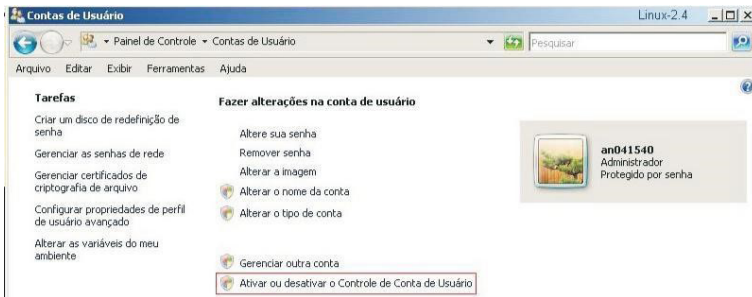 Contas de Usuário
Linux-2.4
Painel de Controle
Contas de Usuário
Pesquisar
Arquivo Editar Exibir Ferramentas Ajuda
Tarefas
Criar um disco de redefinição de
senha
Gerenciar as senhas de rede
Gerenciar certificados de
criptografia de arquivo
Configurar propriedades de perfil
de usuário avançado
Alterar as variáveis do meu
ambiente
Fazer alterações na conta de usuário
Altere sua senha
Remover senha
Alterar a imagem
Alterar o nome da conta
Alterar o tipo de conta
Gerenciar outra conta
Ativar ou desativar o Controle de Conta de Usuário
an041540
Administrador
Protegido por senha